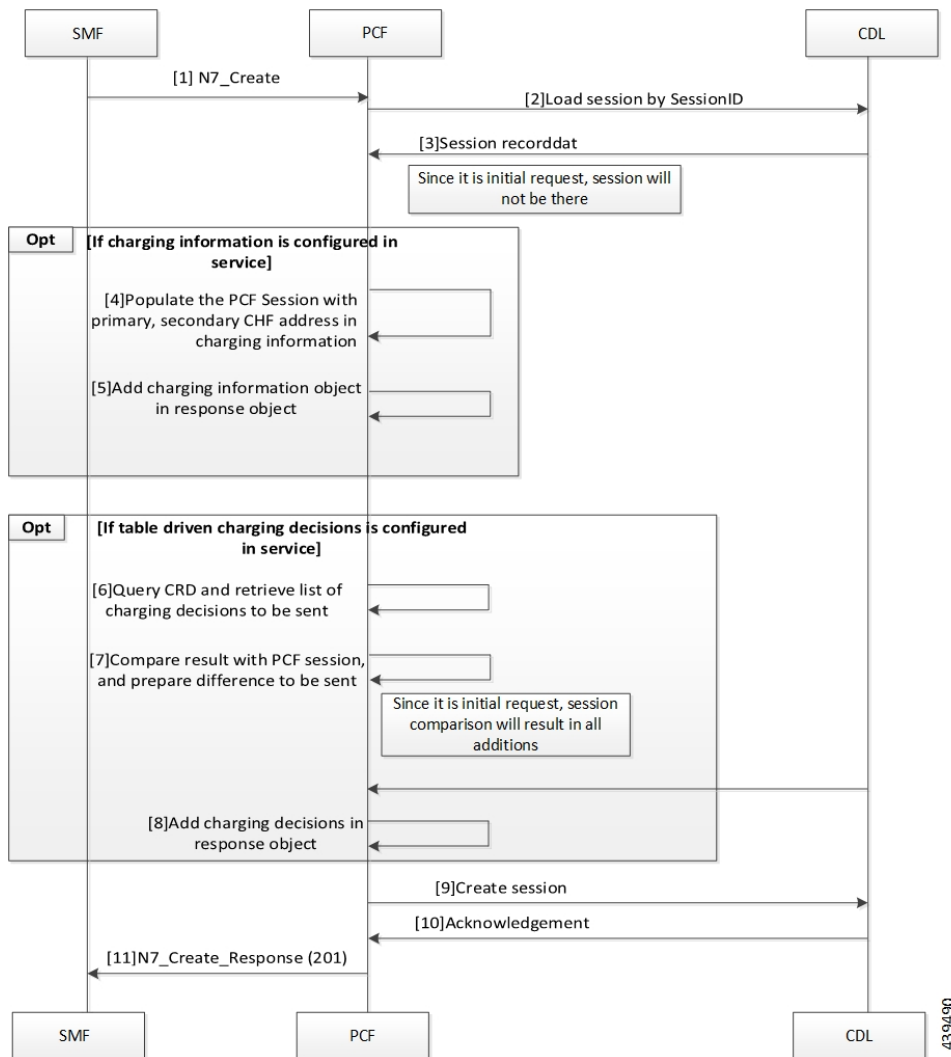 SMF
PCF
CDL
[1] N7_Create
[2]Load session by SessionID
[3]Session recorddat
Since it is initial request, session will
not be there
Opt
[If charging information is configured in
service]
[4]Populate the PCF Session with
primary, secondary CHF address in
charging information
[5]Add charging information object
in response object
Opt
[If table driven charging decisions is configured
in service]
[6]Query CRD and retrieve list of
charging decisions to be sent
[7]Compare result with PCF session,
and prepare difference to be sent
Since it is initial request, session
comparison will result in all
additions
[8]Add charging decisions in
response object
[9]Create session
[10]Acknowledgement
[11]N7_Create_Response (201)
SMF
PCF
CDL
439490